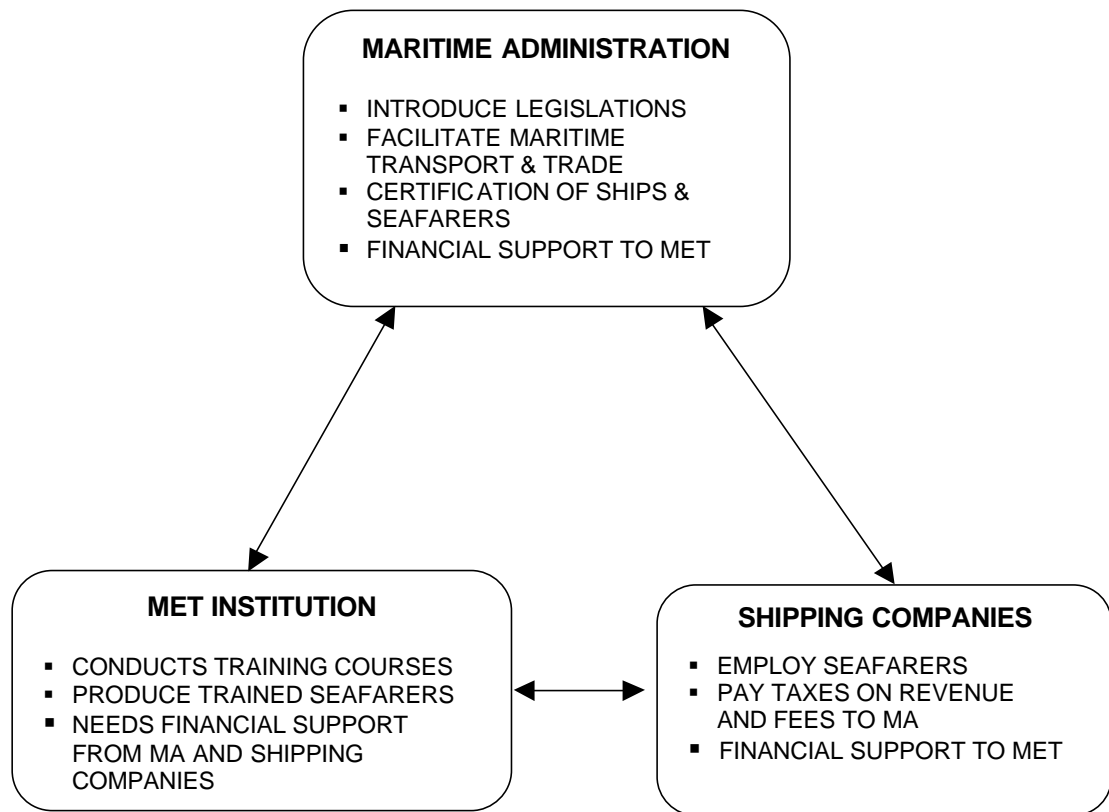 MARITIME ADMINISTRATION
▪ INTRODUCE LEGISLATIONS
▪ FACILITATE MARITIME
TRANSPORT & TRADE
▪ CERTIFICATION OF SHIPS &
SEAFARERS
▪ FINANCIAL SUPPORT TO MET
MET INSTITUTION
▪ CONDUCTS TRAINING COURSES
▪ PRODUCE TRAINED SEAFARERS
▪ NEEDS FINANCIAL SUPPORT
FROM MA AND SHIPPING
COMPANIES
SHIPPING COMPANIES
▪ EMPLOY SEAFARERS
▪ PAY TAXES ON REVENUE
AND FEES TO MA
▪ FINANCIAL SUPPORT TO MET